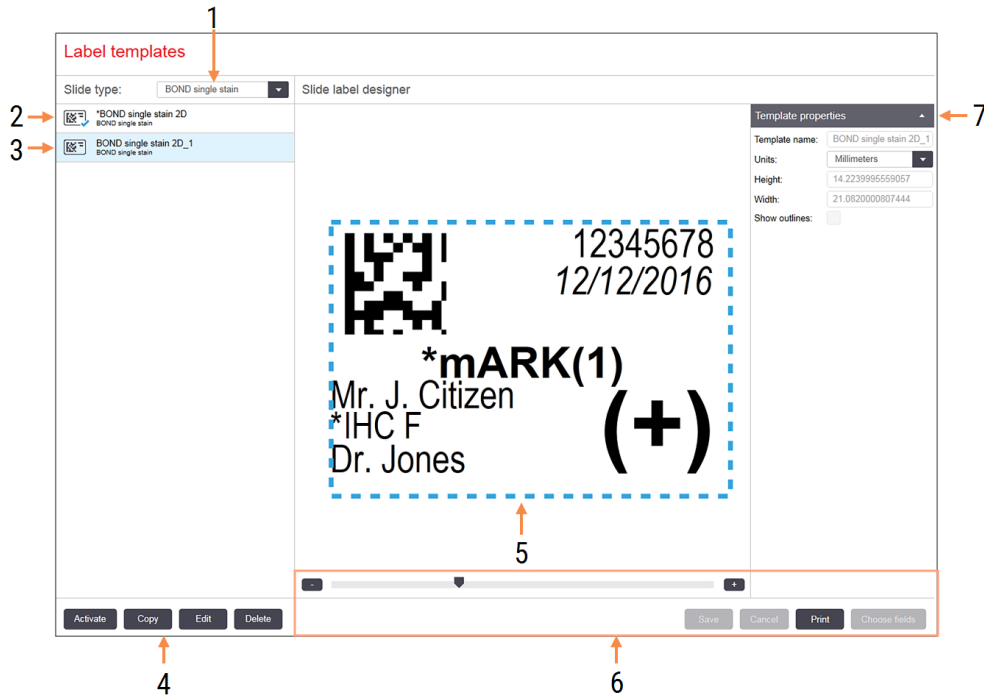 1
Label templates
Slide type: BOND single stain
Slide label designer
2
*BOND single stain 2D
BOND single stain
3
BOND single stain 2D_1
BOND single stain
Template properties
7
Template name: BOND single stain 2D_1
Units: Millimeters
Height: 14.2239995559057
Width: 21.0820000807444
Show outlines:
12345678
12/12/2016
*mARK(1)
Mr. J. Citizen
*IHC F
(+)
Dr. Jones
5
- +
Activate Copy Edit Delete
Save Cancel Print Choose fields
4
6